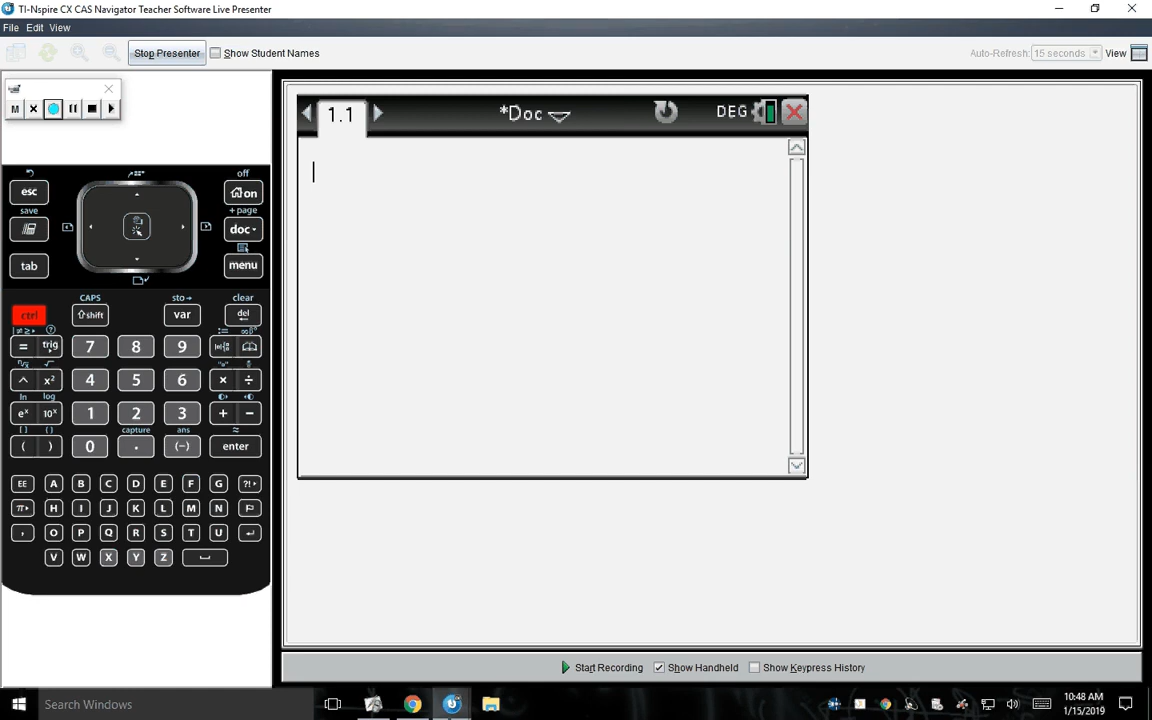 TI-Nspire CX CAS Navigator Teacher Software Live Presenter
File Edit View
Stop Presenter Show Student Names Auto-Refresh: 15 seconds View
M
1.1 *Doc DEG
off
esc on
save + page
doc
tab menu
CAPS sto→ clear
ctrl shift var del
= trig 7 8 9
^ x² 4 5 6 × ÷
ln log
eˣ 10ˣ 1 2 3 + −
[ ] { } capture ans ≈
( ) 0 . (−) enter
EE A B C D E F G ?!▸
π▸ H I J K L M N
, O P Q R S T U
V W X Y Z
Start Recording Show Handheld Show Keypress History
Search Windows
10:48 AM
1/15/2019